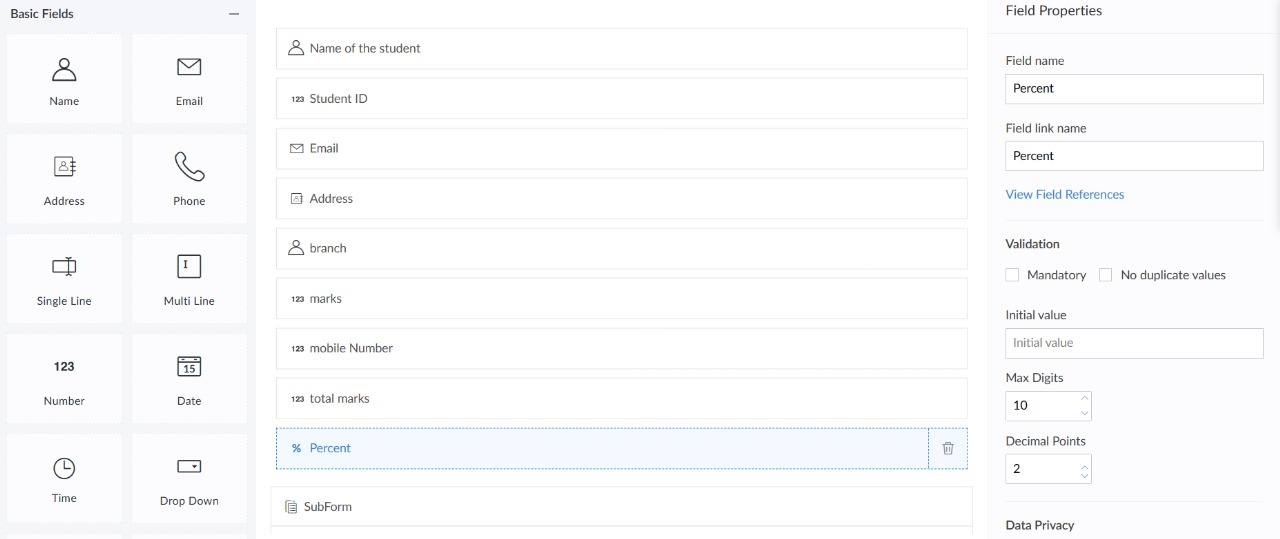 Basic Fields
Name
Email
Address
Phone
Single Line
Multi Line
123
Number
15
Date
Time
Drop Down
Name of the student
123 Student ID
Email
Address
branch
123 marks
123 mobile Number
123 total marks
% Percent
SubForm
Field Properties
Field name
Percent
Field link name
Percent
View Field References
Validation
Mandatory No duplicate values
Initial value
Initial value
Max Digits
10
Decimal Points
2
Data Privacy